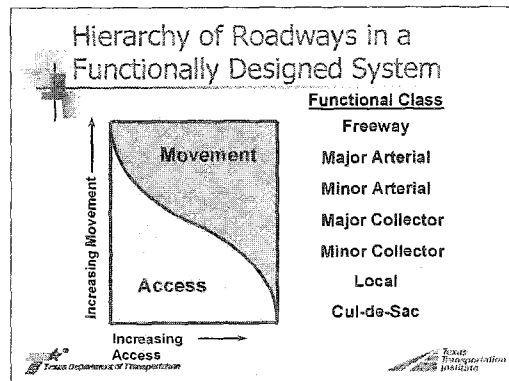 Hierarchy of Roadways in a
Functionally Designed System
Functional Class
Freeway
Major Arterial
Minor Arterial
Major Collector
Minor Collector
Local
Cul-de-Sac
Movement
Access
Increasing Movement
Increasing
Access
Texas Department of Transportation
Texas
Transportation
Institute